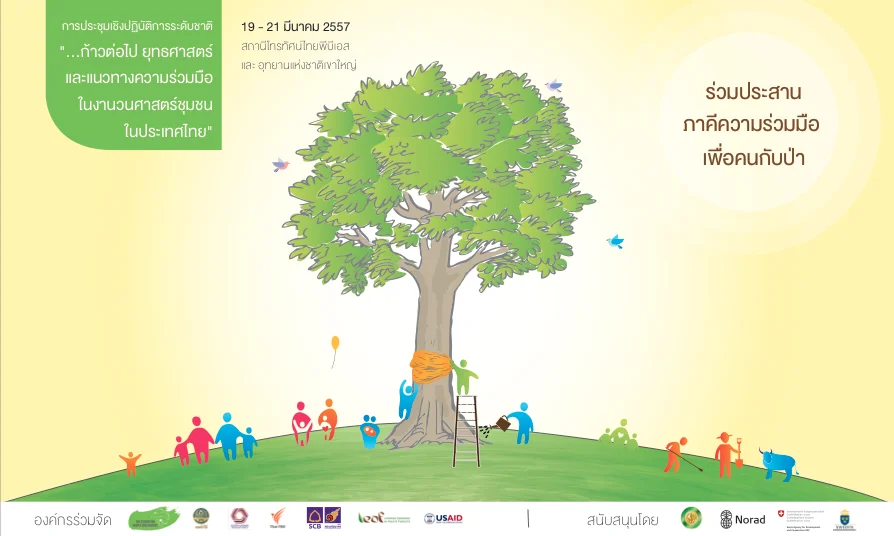 การประชุมเชิงปฏิบัติการระดับชาติ
"...ก้าวต่อไป ยุทธศาสตร์
และแนวทางความร่วมมือ
ในงานวนศาสตร์ชุมชน
ในประเทศไทย"
19 - 21 มีนาคม 2557
สถานีโทรทัศน์ไทยพีบีเอส
และ อุทยานแห่งชาติเขาใหญ่
ร่วมประสาน
ภาคีความร่วมมือ
เพื่อคนกับป่า
องค์กรร่วมจัด
Thai PBS
SCB
leaf
USAID
สนับสนุนโดย
Norad